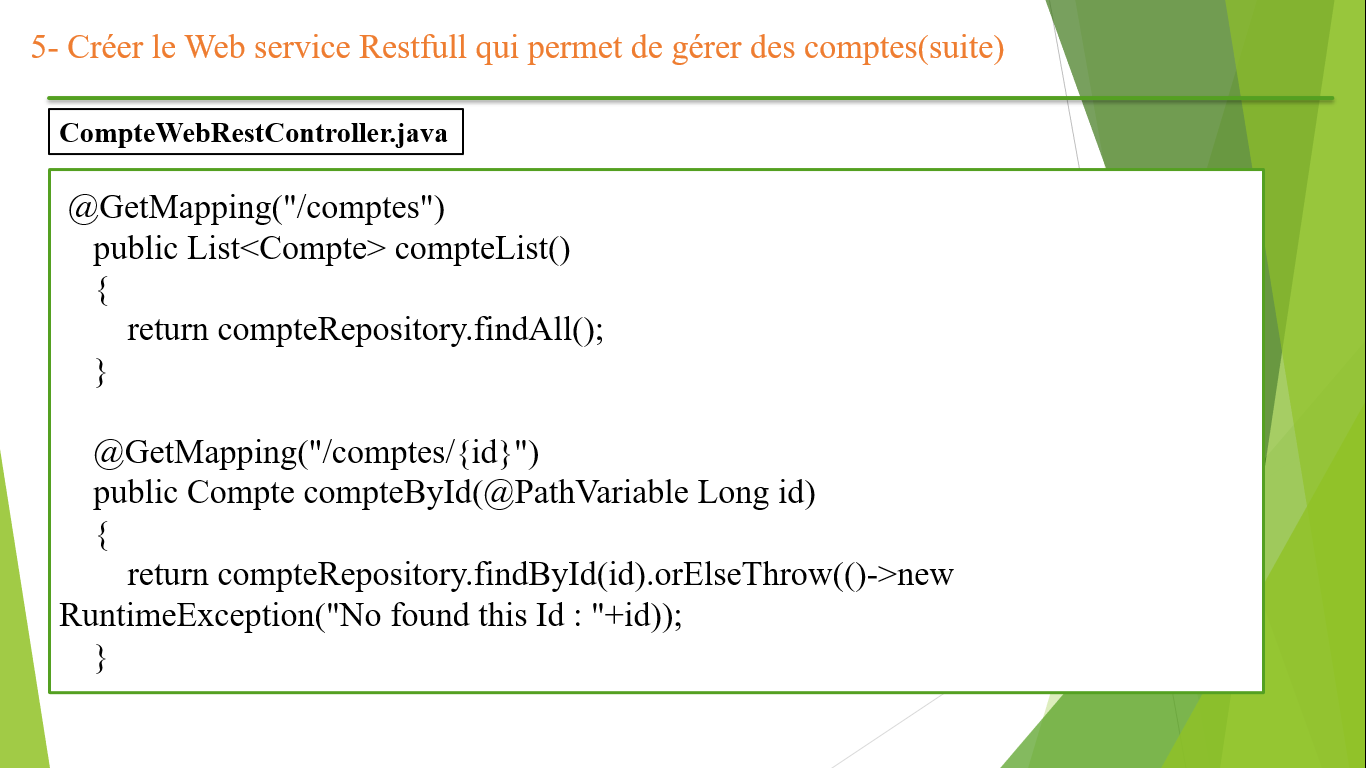 5- Créer le Web service Restfull qui permet de gérer des comptes(suite)
CompteWebRestController.java
@GetMapping("/comptes")
public List<Compte> compteList()
{
return compteRepository.findAll();
}
@GetMapping("/comptes/{id}")
public Compte compteById(@PathVariable Long id)
{
return compteRepository.findById(id).orElseThrow(()->new
RuntimeException("No found this Id : "+id));
}